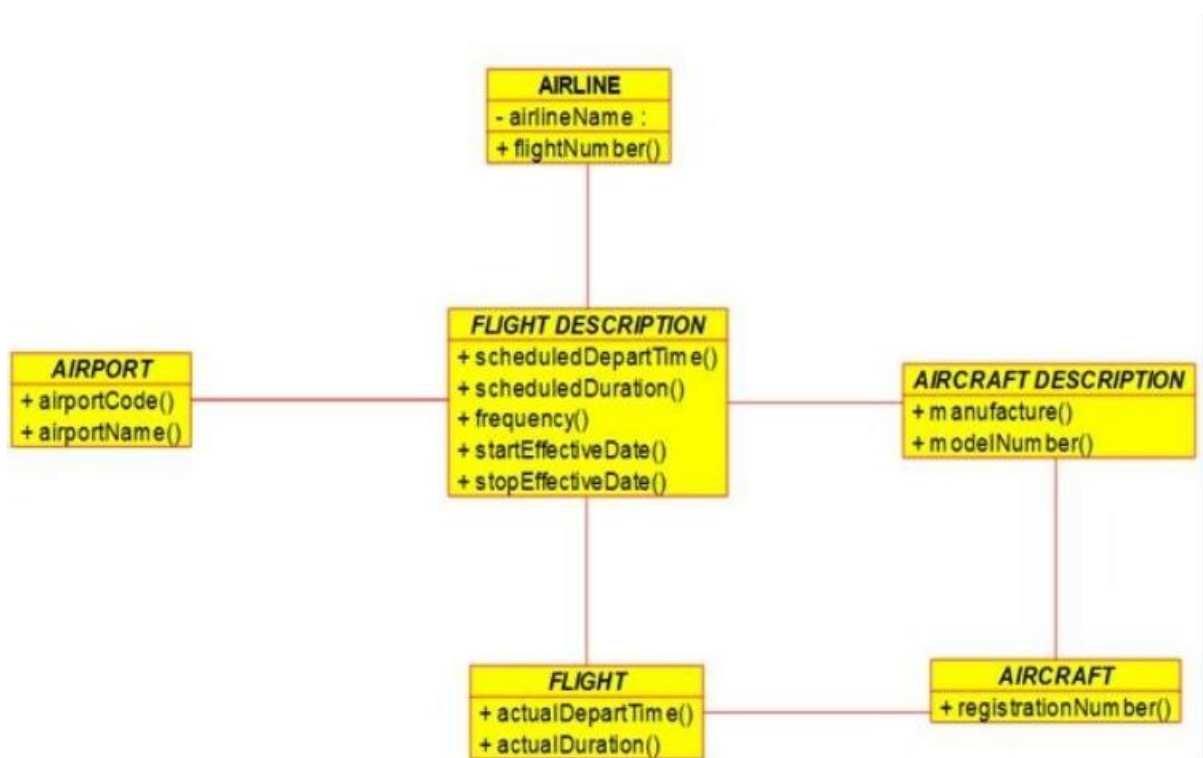 AIRLINE
- airlineName :
+ flightNumber()
FLIGHT DESCRIPTION
+ scheduledDepartTime()
+ scheduledDuration()
+ frequency()
+ startEffectiveDate()
+ stopEffectiveDate()
AIRPORT
+ airportCode()
+ airportName()
AIRCRAFT DESCRIPTION
+ manufacture()
+ modelNumber()
FLIGHT
+ actualDepartTime()
+ actualDuration()
AIRCRAFT
+ registrationNumber()